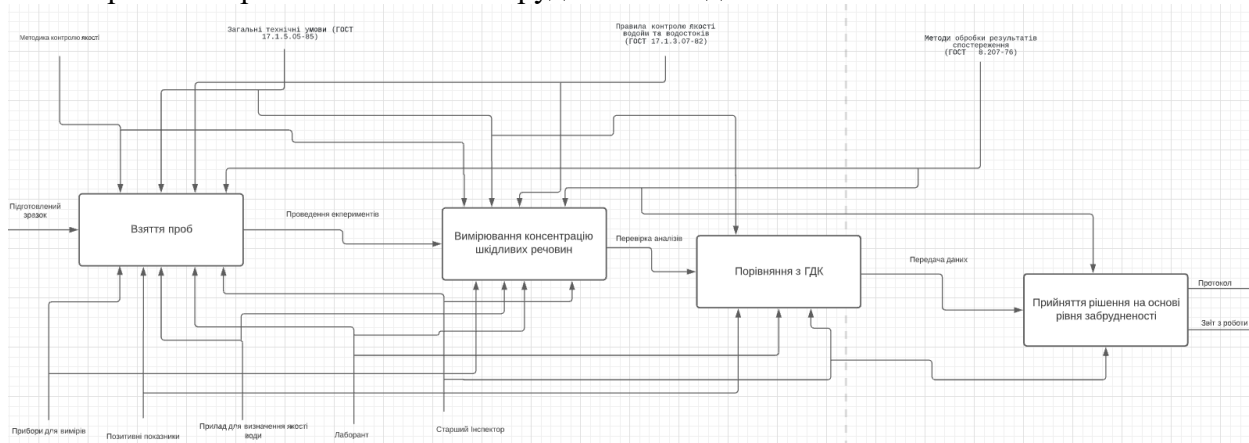 Методика контролю якості
Загальні технічні умови (ГОСТ
17.1.5.05-85)
Правила контролю якості
водойм та водостоків
(ГОСТ 17.1.3.07-82)
Методи обробки результатів
спостереження
(ГОСТ 8.207-76)
Підготовлений
зразок
Взяття проб
Проведення екпериментів
Вимірювання концентрацію
шкідливих речовин
Перевірка аналізів
Порівняння з ГДК
Передача даних
Прийняття рішення на основі
рівня забрудненості
Протокол
Звіт з роботи
Прибори для вимірів
Позитивні показники
Прилад для визначення якості
води
Лаборант
Старший Інспектор